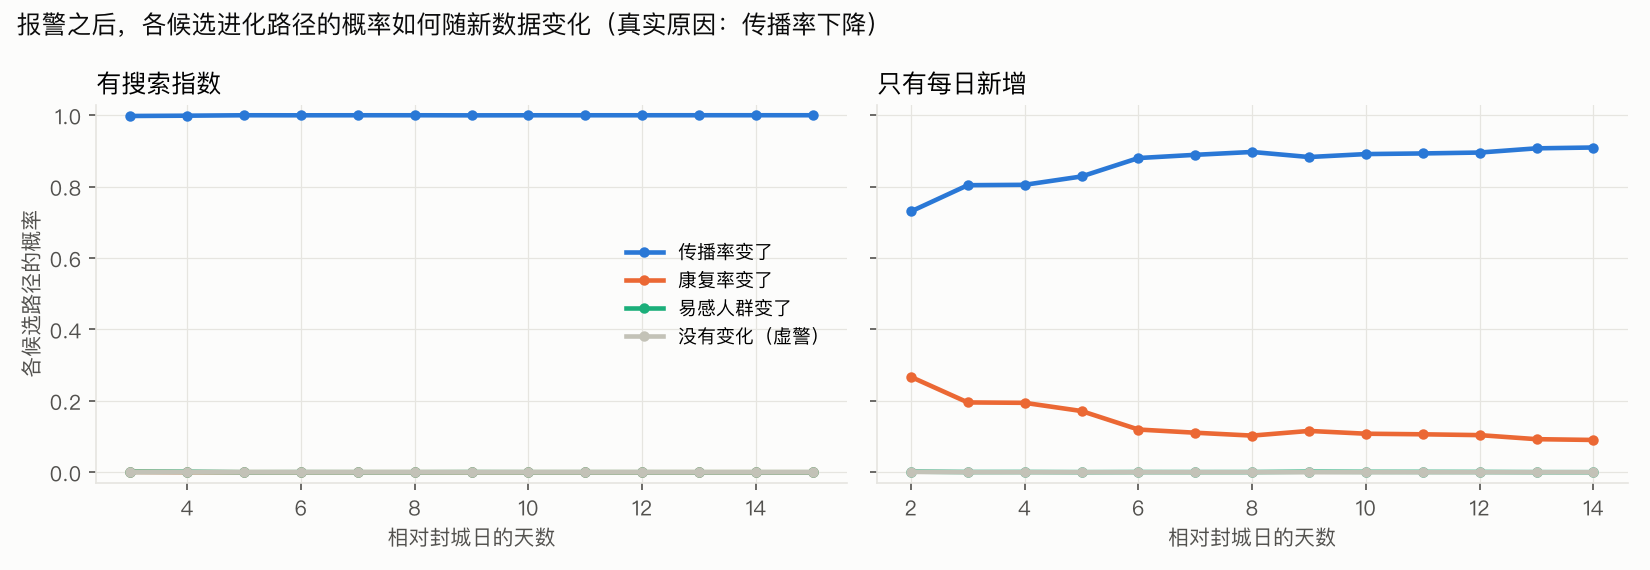 报警之后，各候选进化路径的概率如何随新数据变化（真实原因：传播率下降）
有搜索指数
只有每日新增
各候选路径的概率
1.0
0.8
0.6
0.4
0.2
0.0
传播率变了
康复率变了
易感人群变了
没有变化（虚警）
4 6 8 10 12 14
2 4 6 8 10 12 14
相对封城日的天数
相对封城日的天数